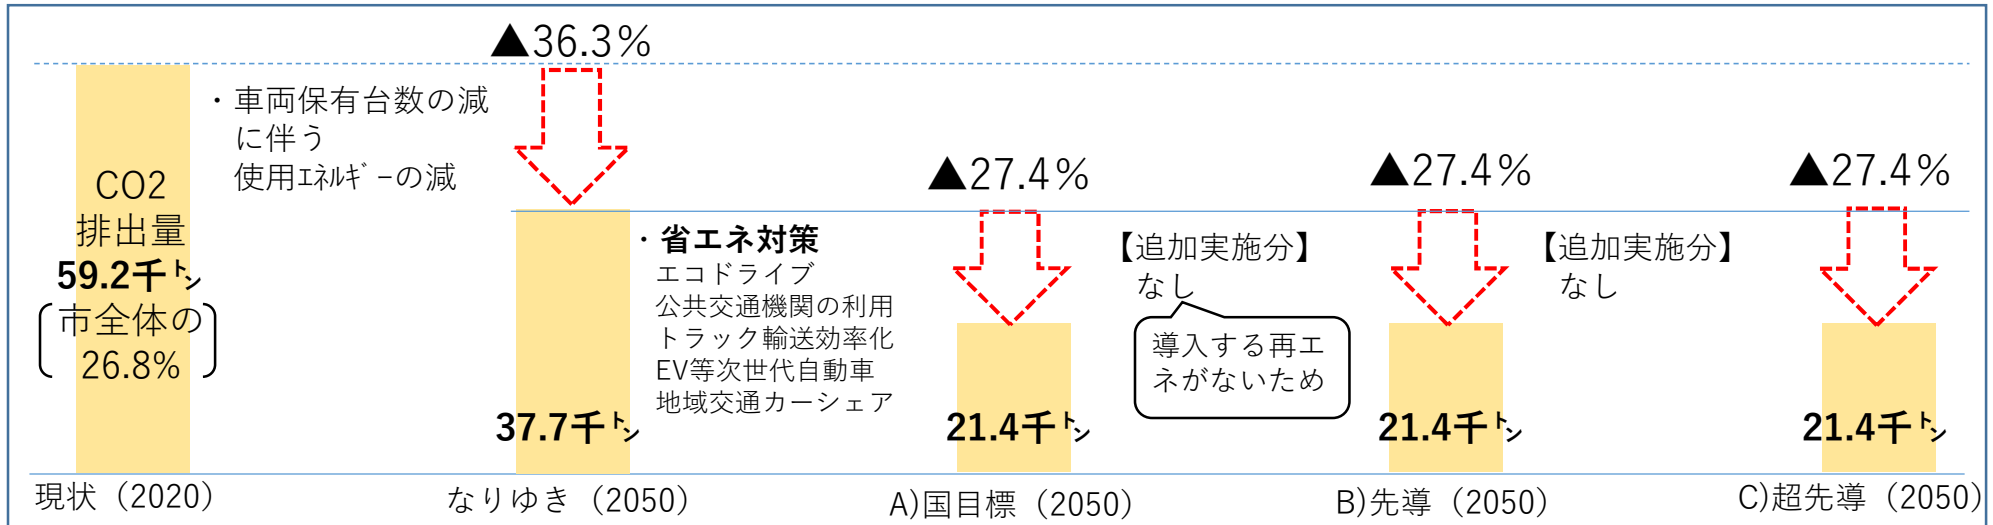 ▲36.3%
・車両保有台数の減
に伴う
使用ｴﾈﾙｷﾞｰの減
CO2
排出量
59.2千㌧
市全体の
26.8%
▲27.4%
▲27.4%
▲27.4%
・省エネ対策
エコドライブ
公共交通機関の利用
トラック輸送効率化
EV等次世代自動車
地域交通カーシェア
【追加実施分】
なし
導入する再エ
ネがないため
【追加実施分】
なし
37.7千㌧
21.4千㌧
21.4千㌧
21.4千㌧
現状（2020）
なりゆき（2050）
A)国目標（2050）
B)先導（2050）
C)超先導（2050）